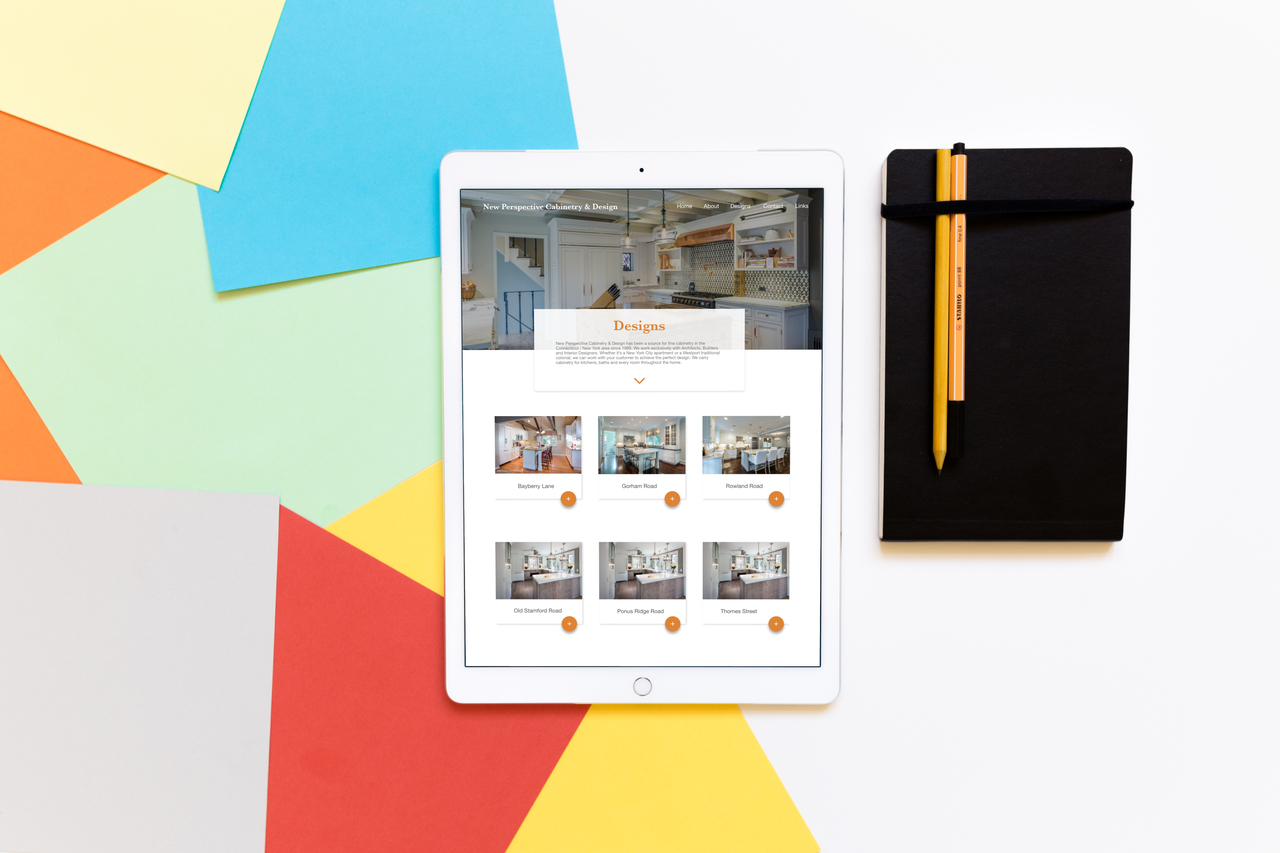 New Perspective Cabinetry & Design
Home About Designs Contact Links
Designs
New Perspective Cabinetry & Design has been a source for fine cabinetry in the
Connecticut / New York area since 1989. We work exclusively with Architects, Builders
and Interior Designers. Whether it's a New York City apartment or a Westport traditional
colonial, we can work with your customer to achieve the perfect design. We carry
cabinetry for kitchens, baths and every room throughout the home.
Bayberry Lane
Gorham Road
Rowland Road
Old Stamford Road
Ponus Ridge Road
Thomes Street
STABILO point 88 fine 0.4